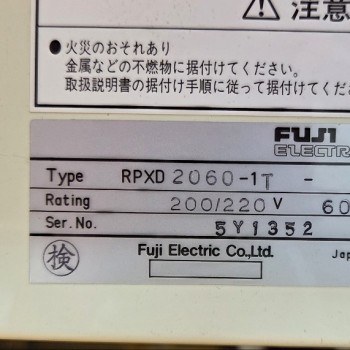 注意
●火災のおそれあり
金属などの不燃物に据付けてください。
取扱説明書の据付け手順に従って据付けてくだ
FUJI
ELECTR
Type RPXD 2060-1T -
Rating 200/220 V 60
Ser.No. 5Y1352
検 Fuji Electric Co.,Ltd.
Jap